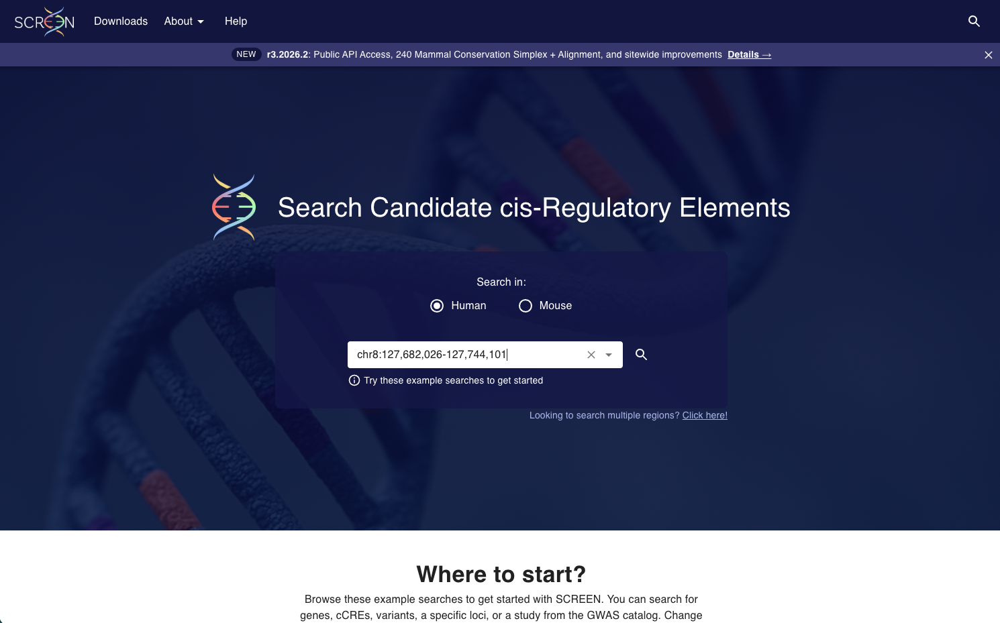 SCREEN Downloads About Help
NEW r3.2026.2: Public API Access, 240 Mammal Conservation Simplex + Alignment, and sitewide improvements Details →
Search Candidate cis-Regulatory Elements
Search in:
Human Mouse
chr8:127,682,026-127,744,101
Try these example searches to get started
Looking to search multiple regions? Click here!
Where to start?
Browse these example searches to get started with SCREEN. You can search for
genes, cCREs, variants, a specific loci, or a study from the GWAS catalog. Change